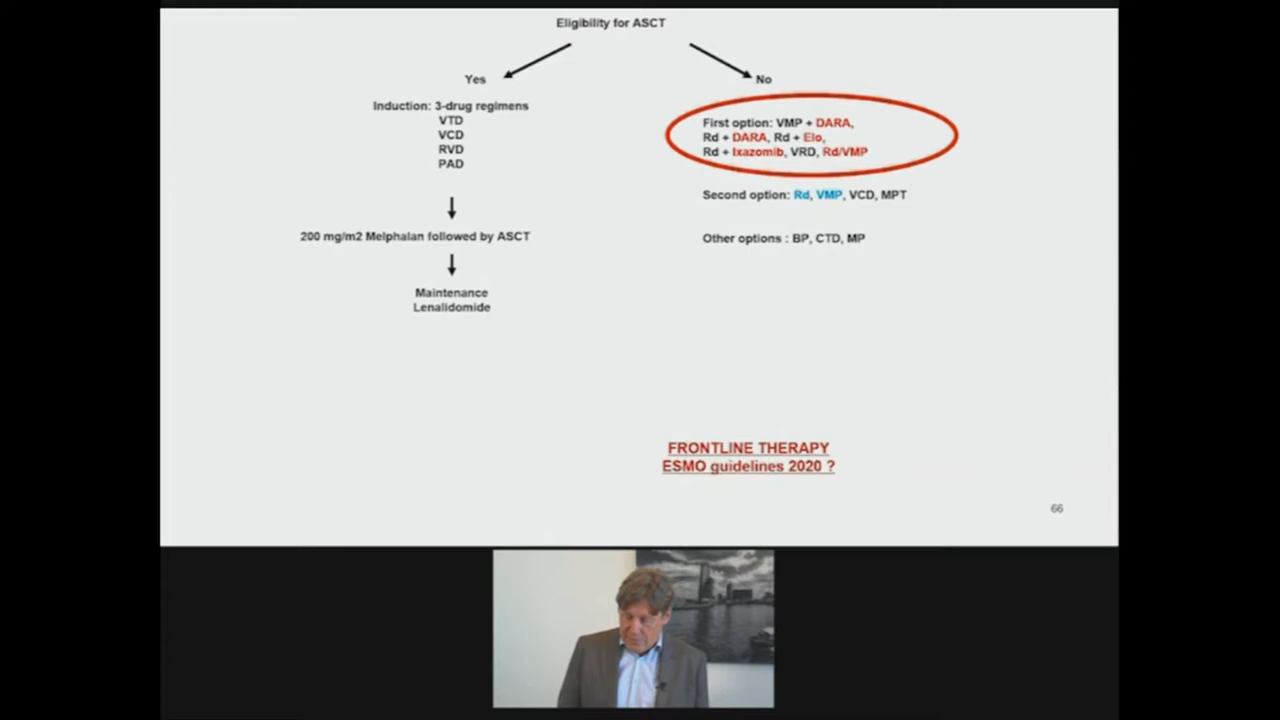 Eligibility for ASCT
Yes
No
Induction: 3-drug regimens
VTD
VCD
RVD
PAD
200 mg/m2 Melphalan followed by ASCT
Maintenance
Lenalidomide
First option: VMP + DARA,
Rd + DARA, Rd + Elo,
Rd + Ixazomib, VRD, Rd/VMP
Second option: Rd, VMP, VCD, MPT
Other options : BP, CTD, MP
FRONTLINE THERAPY
ESMO guidelines 2020 ?
66